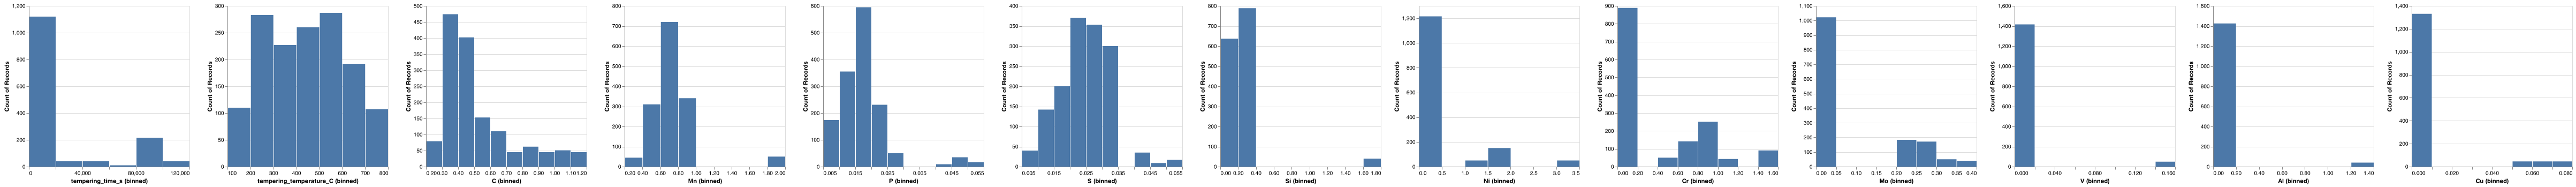 1,200
1,000
800
600
400
200
0
Count of Records
0 40,000 80,000 120,000
tempering_time_s (binned)
300
250
200
150
100
50
0
Count of Records
100 200 300 400 500 600 700 800
tempering_temperature_C (binned)
500
450
400
350
300
250
200
150
100
50
0
Count of Records
0.20 0.30 0.40 0.50 0.60 0.70 0.80 0.90 1.00 1.10 1.20
C (binned)
800
700
600
500
400
300
200
100
0
Count of Records
0.20 0.40 0.60 0.80 1.00 1.20 1.40 1.60 1.80 2.00
Mn (binned)
600
500
400
300
200
100
0
Count of Records
0.005 0.015 0.025 0.035 0.045 0.055
P (binned)
400
350
300
250
200
150
100
50
0
Count of Records
0.005 0.015 0.025 0.035 0.045 0.055
S (binned)
800
700
600
500
400
300
200
100
0
Count of Records
0.00 0.20 0.40 0.60 0.80 1.00 1.20 1.40 1.60 1.80
Si (binned)
1,200
1,000
800
600
400
200
0
Count of Records
0.0 0.5 1.0 1.5 2.0 2.5 3.0 3.5
Ni (binned)
900
800
700
600
500
400
300
200
100
0
Count of Records
0.00 0.20 0.40 0.60 0.80 1.00 1.20 1.40 1.60
Cr (binned)
1,100
1,000
900
800
700
600
500
400
300
200
100
0
Count of Records
0.00 0.05 0.10 0.15 0.20 0.25 0.30 0.35 0.40
Mo (binned)
1,600
1,400
1,200
1,000
800
600
400
200
0
Count of Records
0.000 0.040 0.080 0.120 0.160
V (binned)
1,600
1,400
1,200
1,000
800
600
400
200
0
Count of Records
0.00 0.20 0.40 0.60 0.80 1.00 1.20 1.40
Al (binned)
1,400
1,200
1,000
800
600
400
200
0
Count of Records
0.000 0.020 0.040 0.060 0.080
Cu (binned)